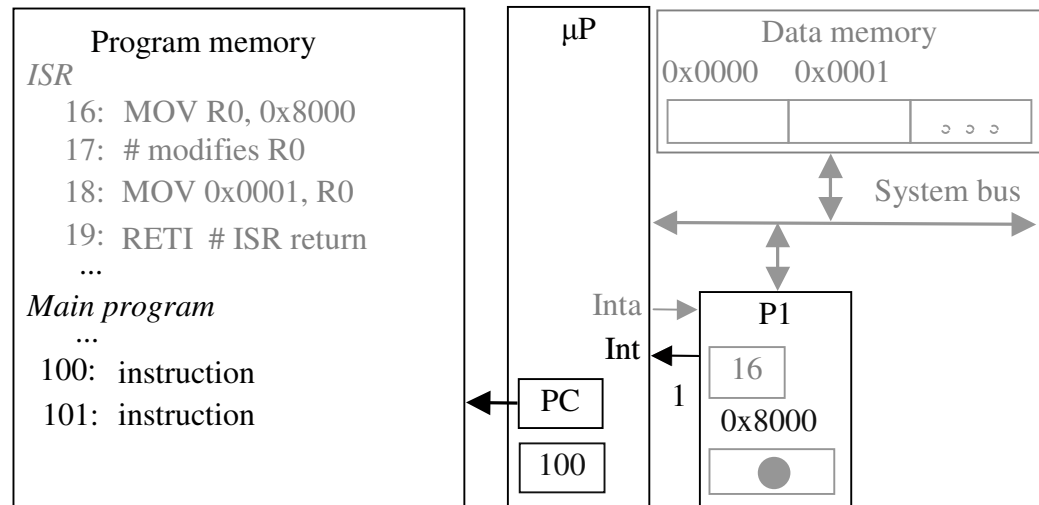 Program memory
ISR
16: MOV R0, 0x8000
17: # modifies R0
18: MOV 0x0001, R0
19: RETI # ISR return
...
Main program
...
100: instruction
101: instruction
μP
Inta
Int
PC
100
Data memory
0x0000 0x0001
System bus
P1
16
1
0x8000